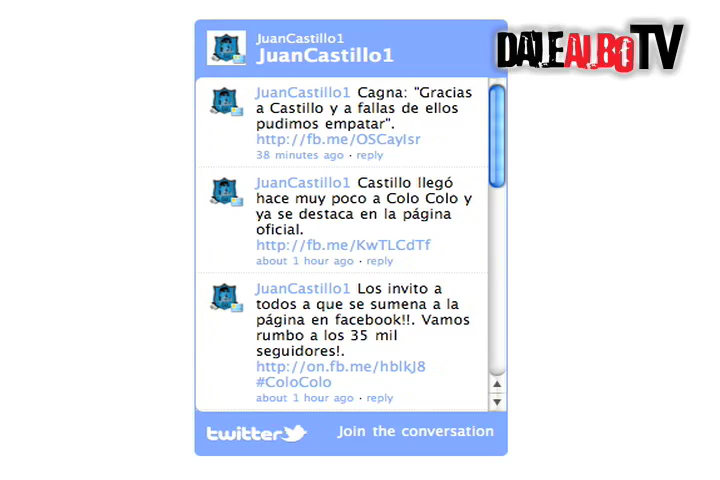 JuanCastillo1
JuanCastillo1
DALEALBOTV
JuanCastillo1 Cagna: "Gracias
a Castillo y a fallas de ellos
pudimos empatar".
http://fb.me/OSCaylsr
38 minutes ago · reply
JuanCastillo1 Castillo llegó
hace muy poco a Colo Colo y
ya se destaca en la página
oficial.
http://fb.me/KwTLCdTf
about 1 hour ago · reply
JuanCastillo1 Los invito a
todos a que se sumena a la
página en facebook!!. Vamos
rumbo a los 35 mil
seguidores!.
http://on.fb.me/hblkJ8
#ColoColo
about 1 hour ago · reply
twitter
Join the conversation